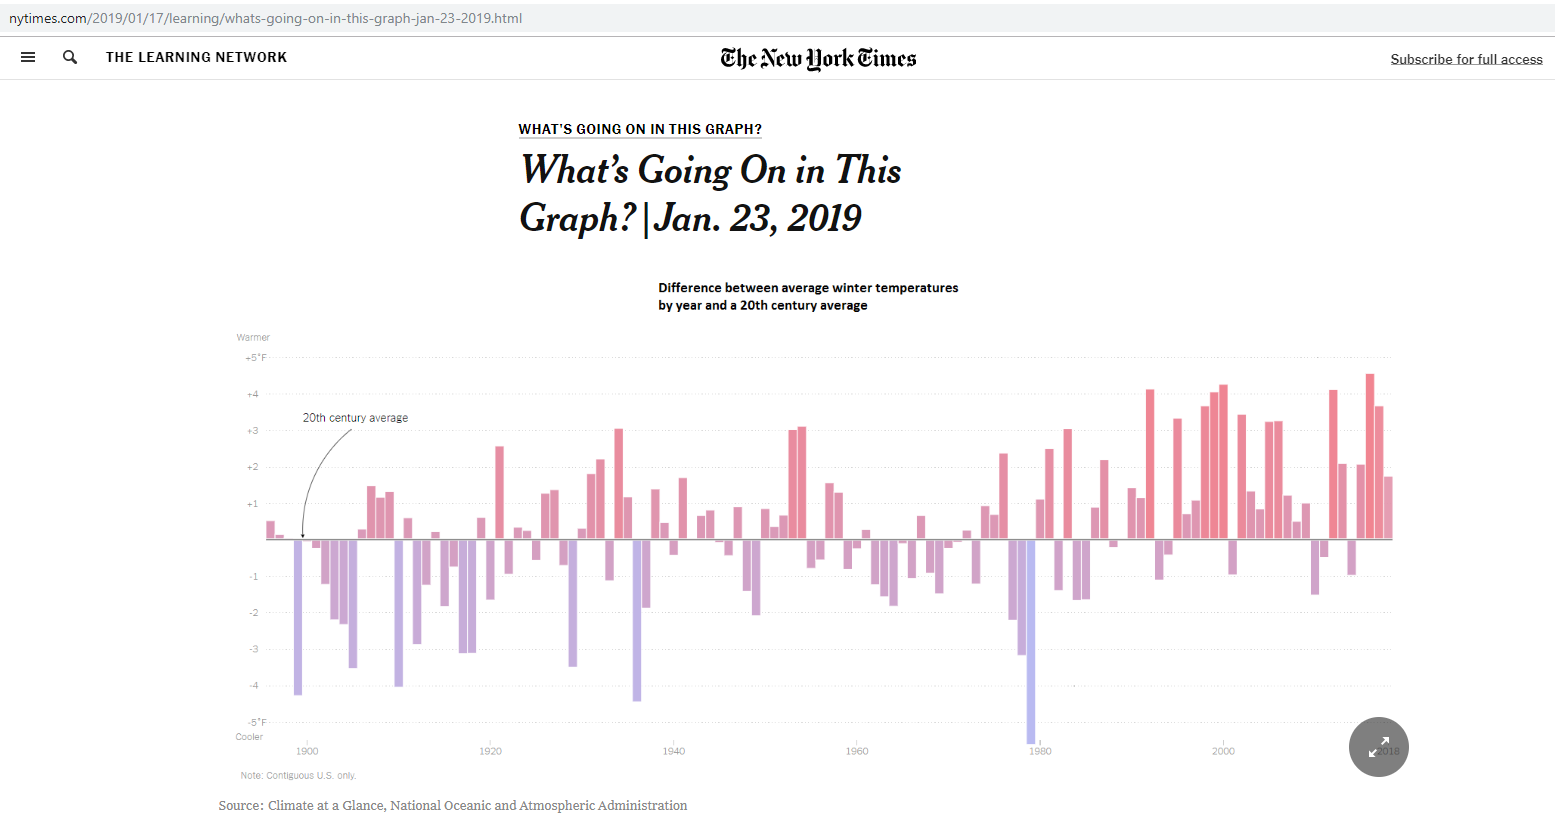 nytimes.com/2019/01/17/learning/whats-going-on-in-this-graph-jan-23-2019.html
THE LEARNING NETWORK
The New York Times
Subscribe for full access
WHAT'S GOING ON IN THIS GRAPH?
What's Going On in This
Graph? | Jan. 23, 2019
Difference between average winter temperatures
by year and a 20th century average
Warmer
+5°F
+4
20th century average
+3
+2
+1
-1
-2
-3
-4
-5°F
Cooler
1900
1920
1940
1960
1980
2000
2018
Note: Contiguous U.S. only.
Source: Climate at a Glance, National Oceanic and Atmospheric Administration